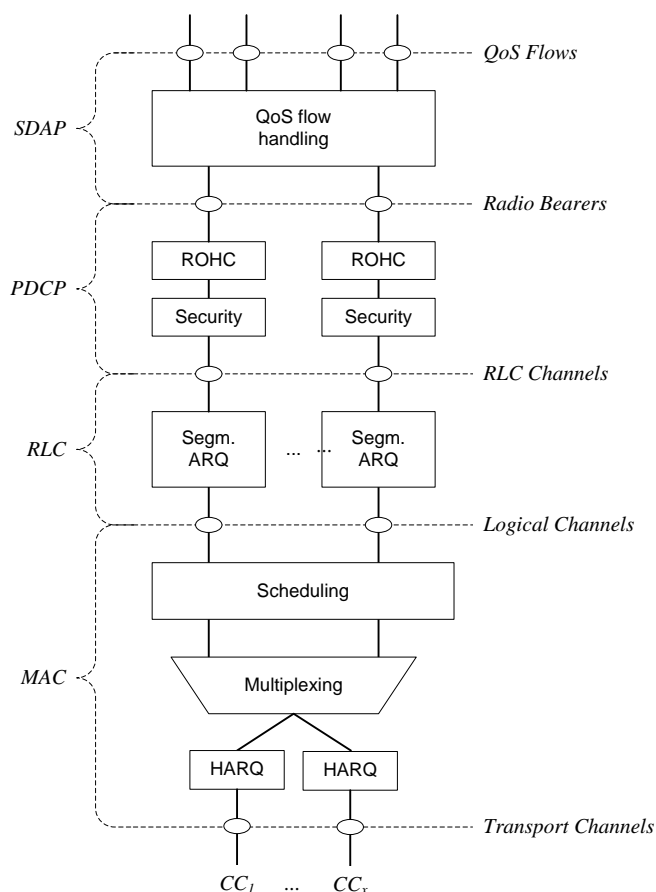 QoS Flows
QoS flow
handling
SDAP
Radio Bearers
ROHC
ROHC
PDCP
Security
Security
RLC Channels
Segm.
ARQ
... ...
Segm.
ARQ
RLC
Logical Channels
Scheduling
MAC
Multiplexing
HARQ
HARQ
Transport Channels
CC1 ... CCx